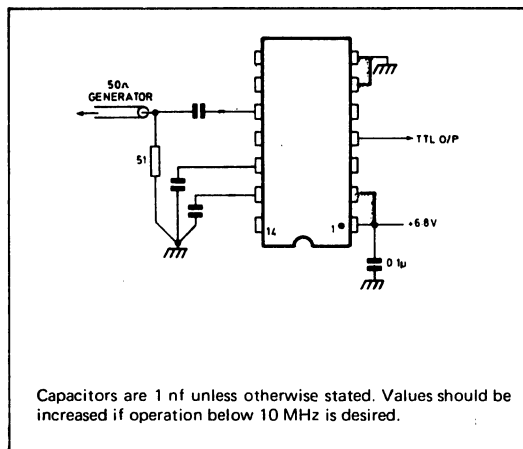 50n
GENERATOR
51
TTL O/P
14
1
+6.8V
0.1μ
Capacitors are 1 nf unless otherwise stated. Values should be
increased if operation below 10 MHz is desired.